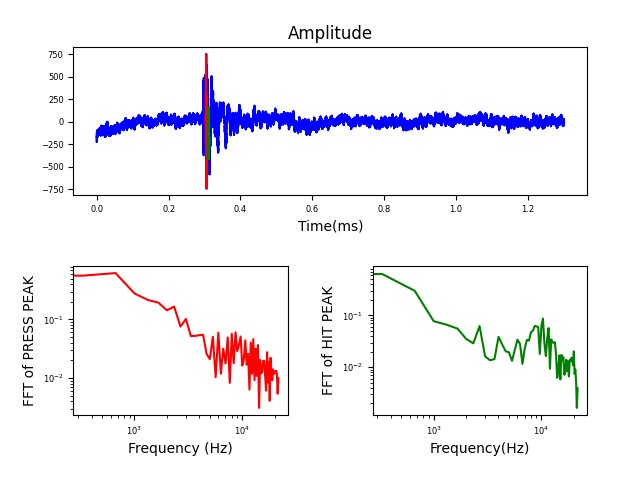 Amplitude
750
500
250
0
−250
−500
−750
0.0 0.2 0.4 0.6 0.8 1.0 1.2
Time(ms)
FFT of PRESS PEAK
10⁻¹
10⁻²
10³ 10⁴
Frequency (Hz)
FFT of HIT PEAK
10⁻¹
10⁻²
10³ 10⁴
Frequency(Hz)